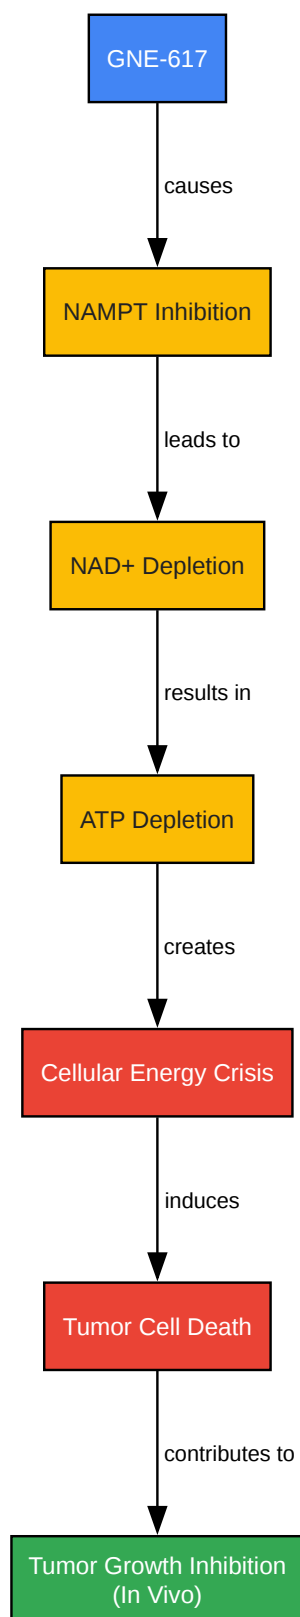 GNE-617
causes
NAMPT Inhibition
leads to
NAD+ Depletion
results in
ATP Depletion
creates
Cellular Energy Crisis
induces
Tumor Cell Death
contributes to
Tumor Growth Inhibition
(In Vivo)